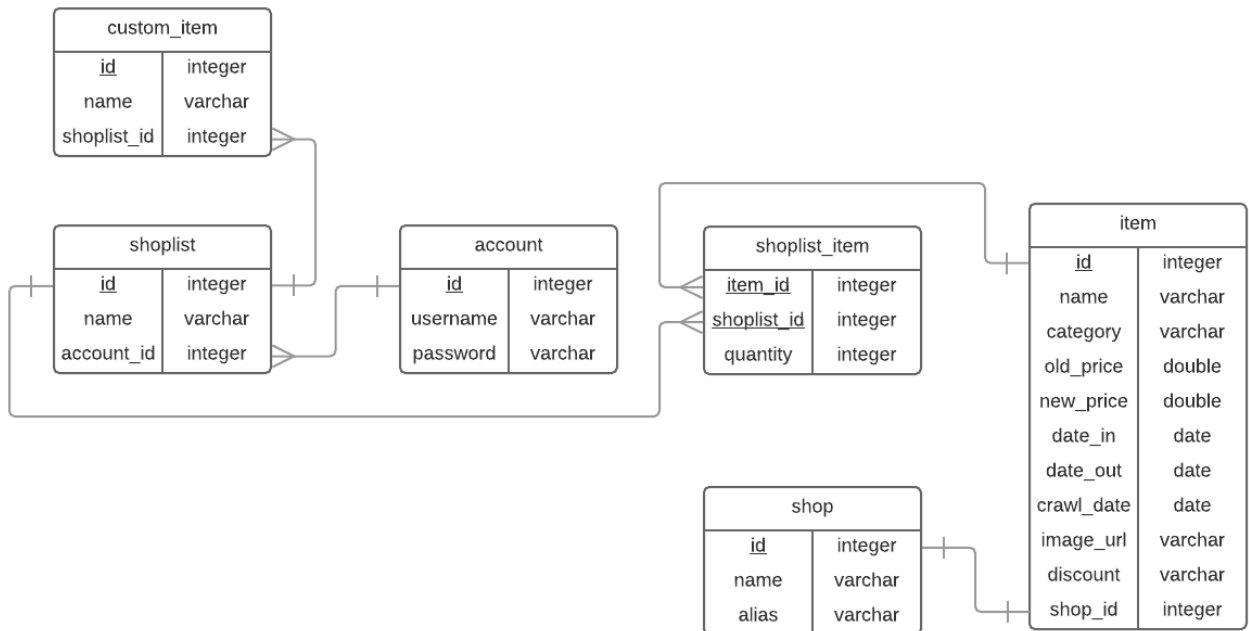 custom_item
id integer
name varchar
shoplist_id integer
shoplist
id integer
name varchar
account_id integer
account
id integer
username varchar
password varchar
shoplist_item
item_id integer
shoplist_id integer
quantity integer
item
id integer
name varchar
category varchar
old_price double
new_price double
date_in date
date_out date
crawl_date date
image_url varchar
discount varchar
shop_id integer
shop
id integer
name varchar
alias varchar